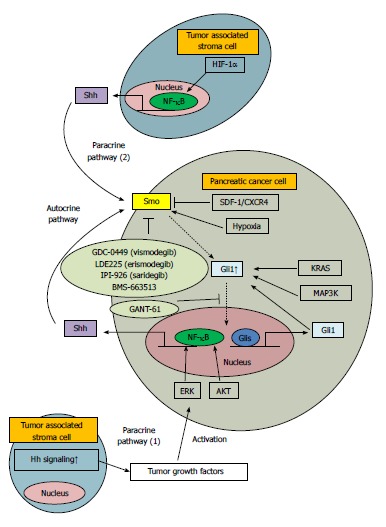 Tumor associated
stroma cell
HIF-1α
Nucleus
NF-κB
Shh
Paracrine
pathway (2)
Pancreatic cancer cell
Smo
SDF-1/CXCR4
Hypoxia
Autocrine
pathway
GDC-0449 (vismodegib)
LDE225 (erismodegib)
IPI-926 (saridegib)
BMS-663513
Gli1↑
KRAS
MAP3K
GANT-61
Gli1
Shh
NF-κB
Glis
Nucleus
ERK
AKT
Tumor associated
stroma cell
Paracrine
pathway (1)
Activation
Hh signaling↑
Tumor growth factors
Nucleus